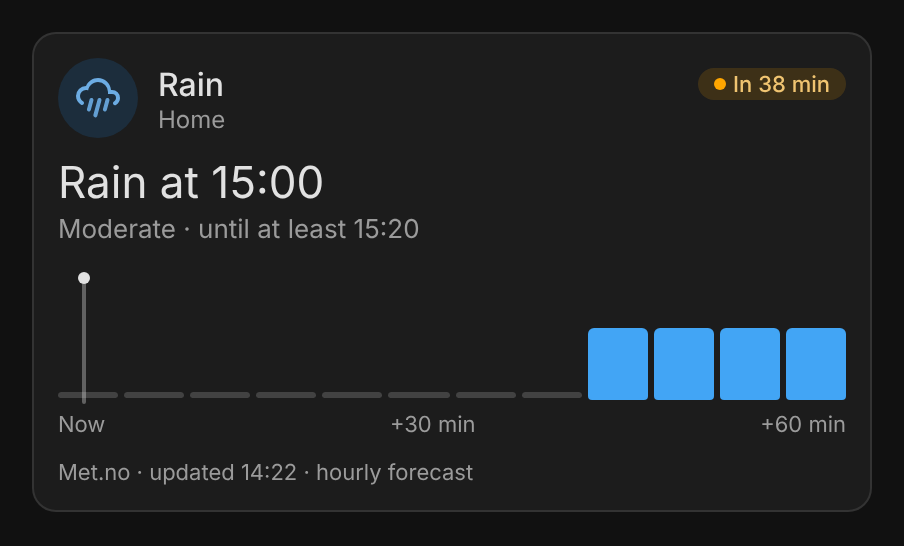 Rain
Home
In 38 min
Rain at 15:00
Moderate · until at least 15:20
Now
+30 min
+60 min
Met.no · updated 14:22 · hourly forecast